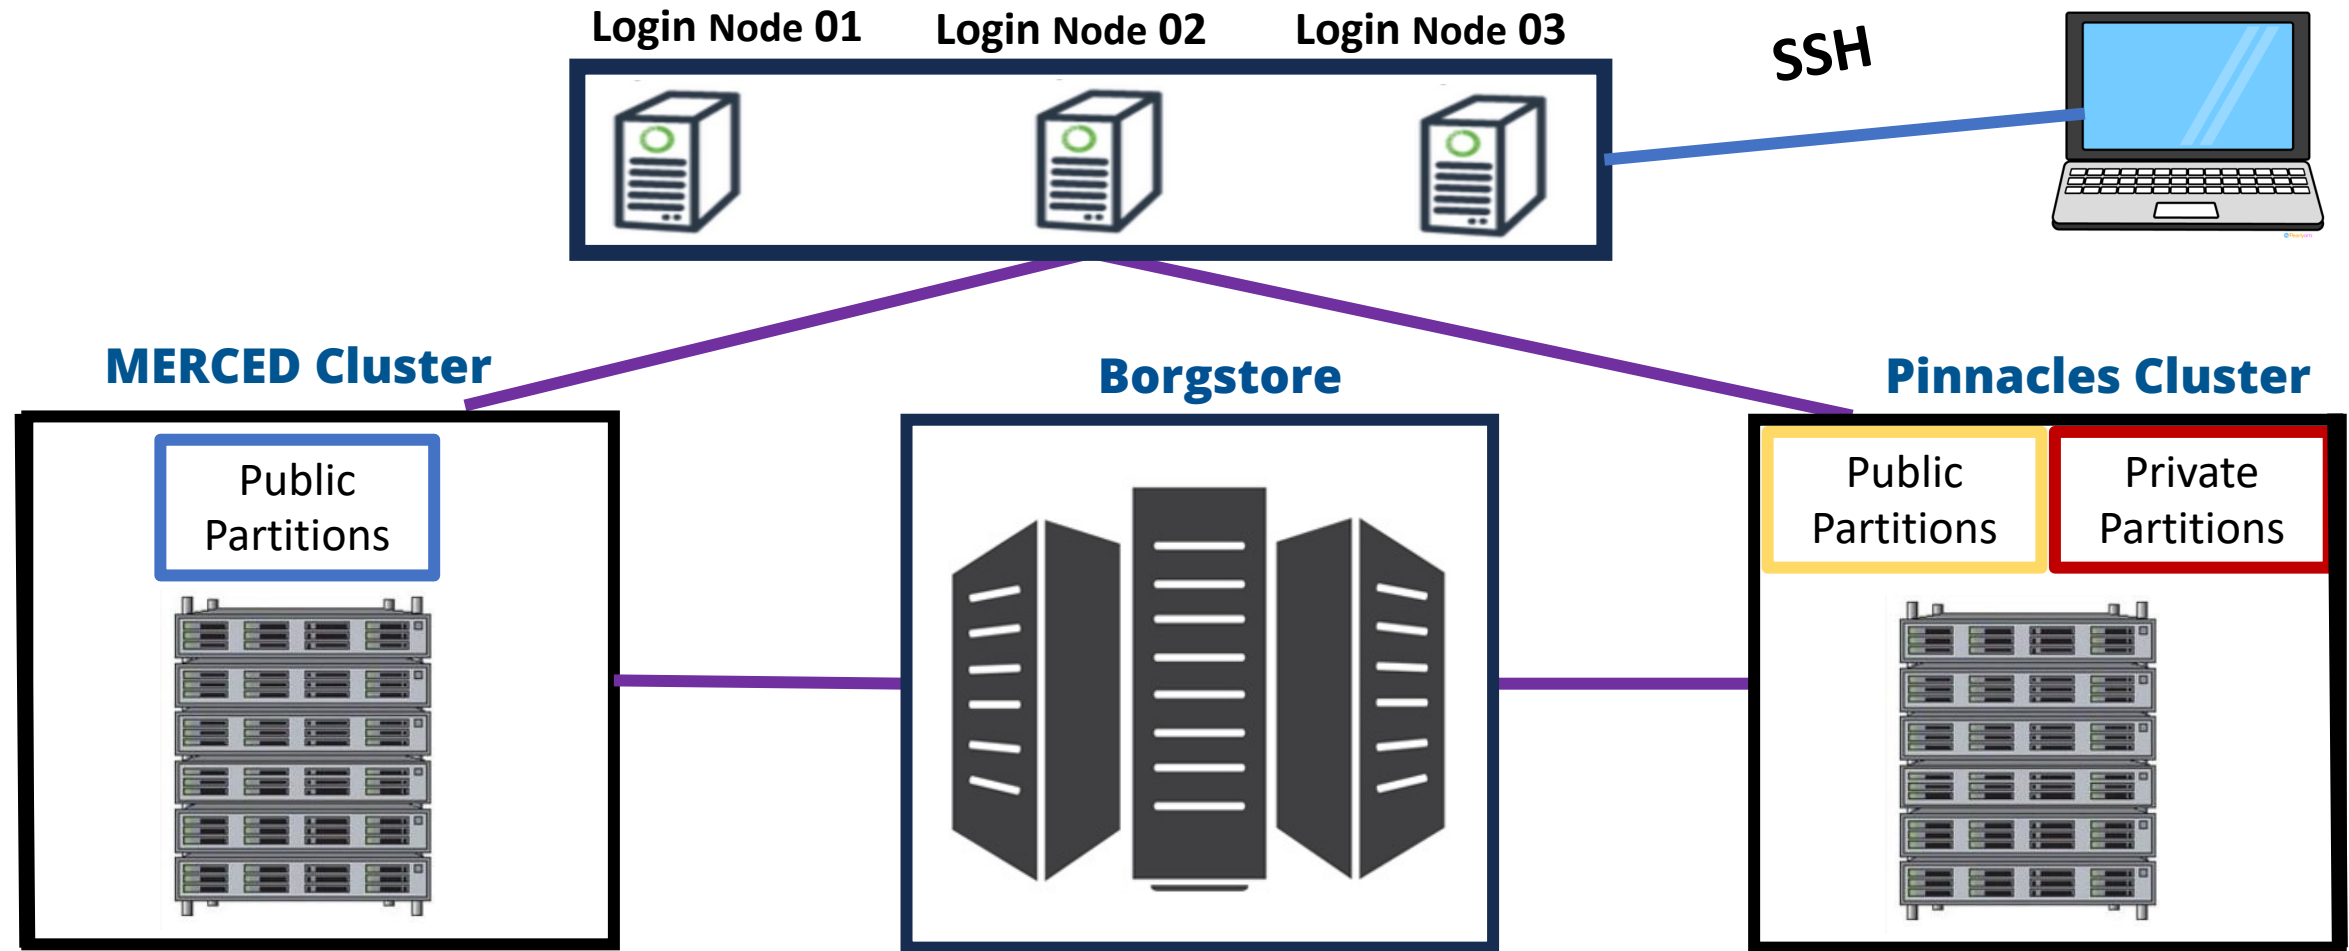 Login Node 01
Login Node 02
Login Node 03
SSH
MERCED Cluster
Borgstore
Pinnacles Cluster
Public
Partitions
Public
Partitions
Private
Partitions